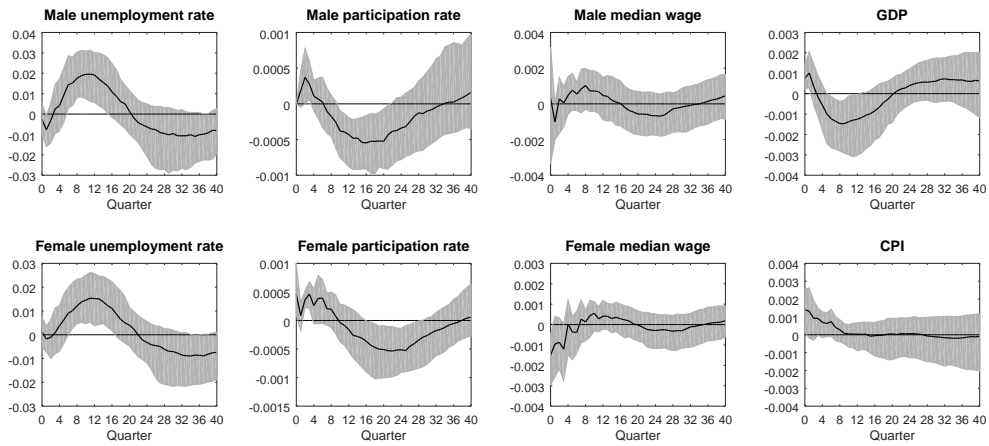 Male unemployment rate
0.04
0.03
0.02
0.01
0
-0.01
-0.02
-0.03
0 4 8 12 16 20 24 28 32 36 40
Quarter
Male participation rate
0.001
0.0005
0
-0.0005
-0.001
0 4 8 12 16 20 24 28 32 36 40
Quarter
Male median wage
0.004
0.002
0
-0.002
-0.004
0 4 8 12 16 20 24 28 32 36 40
Quarter
GDP
0.003
0.002
0.001
0
-0.001
-0.002
-0.003
-0.004
0 4 8 12 16 20 24 28 32 36 40
Quarter
Female unemployment rate
0.03
0.02
0.01
0
-0.01
-0.02
-0.03
0 4 8 12 16 20 24 28 32 36 40
Quarter
Female participation rate
0.001
0.0005
0
-0.0005
-0.001
-0.0015
0 4 8 12 16 20 24 28 32 36 40
Quarter
Female median wage
0.003
0.002
0.001
0
-0.001
-0.002
-0.003
-0.004
0 4 8 12 16 20 24 28 32 36 40
Quarter
CPI
0.004
0.003
0.002
0.001
0
-0.001
-0.002
-0.003
-0.004
0 4 8 12 16 20 24 28 32 36 40
Quarter